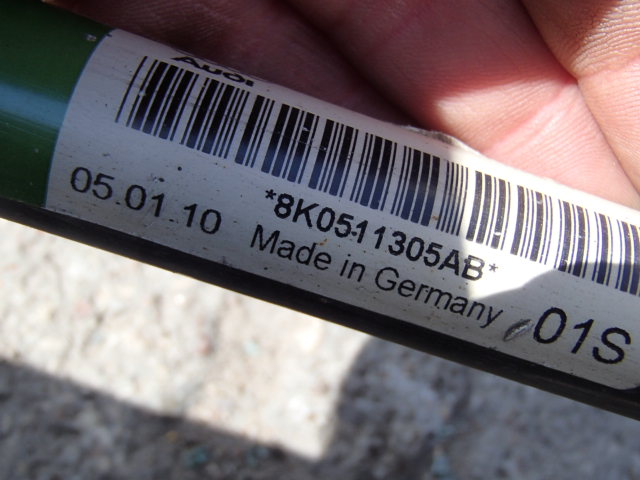 Audi
*8K0511305AB*
05.01.10
Made in Germany
01S